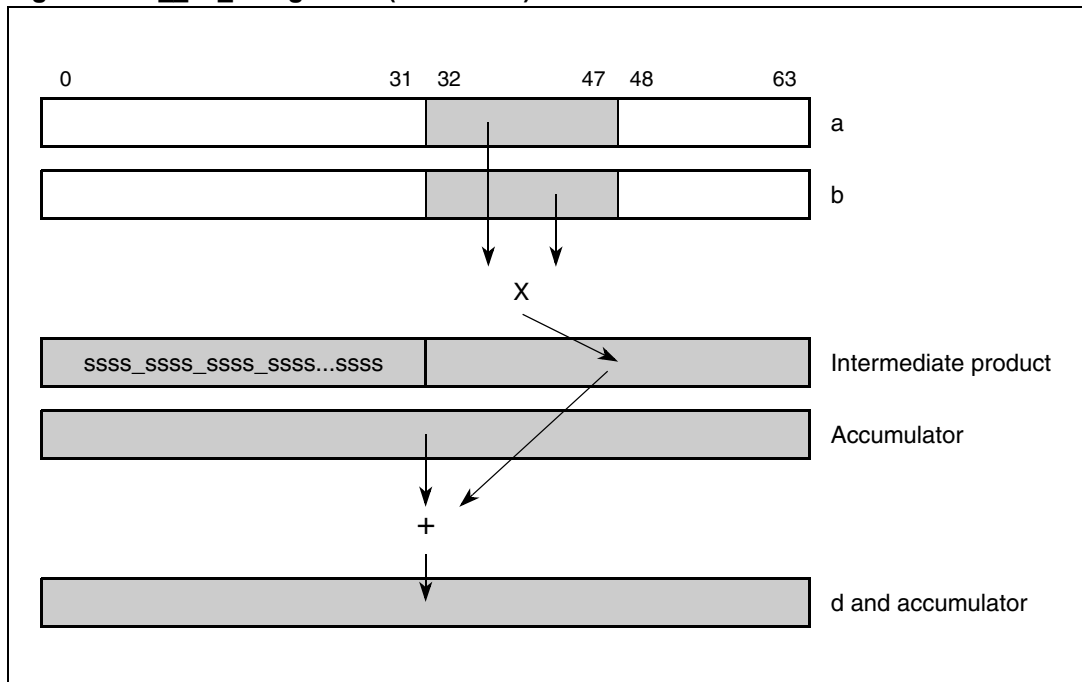 0 31 32 47 48 63
a
b
X
ssss_ssss_ssss_ssss...ssss Intermediate product
Accumulator
+
d and accumulator